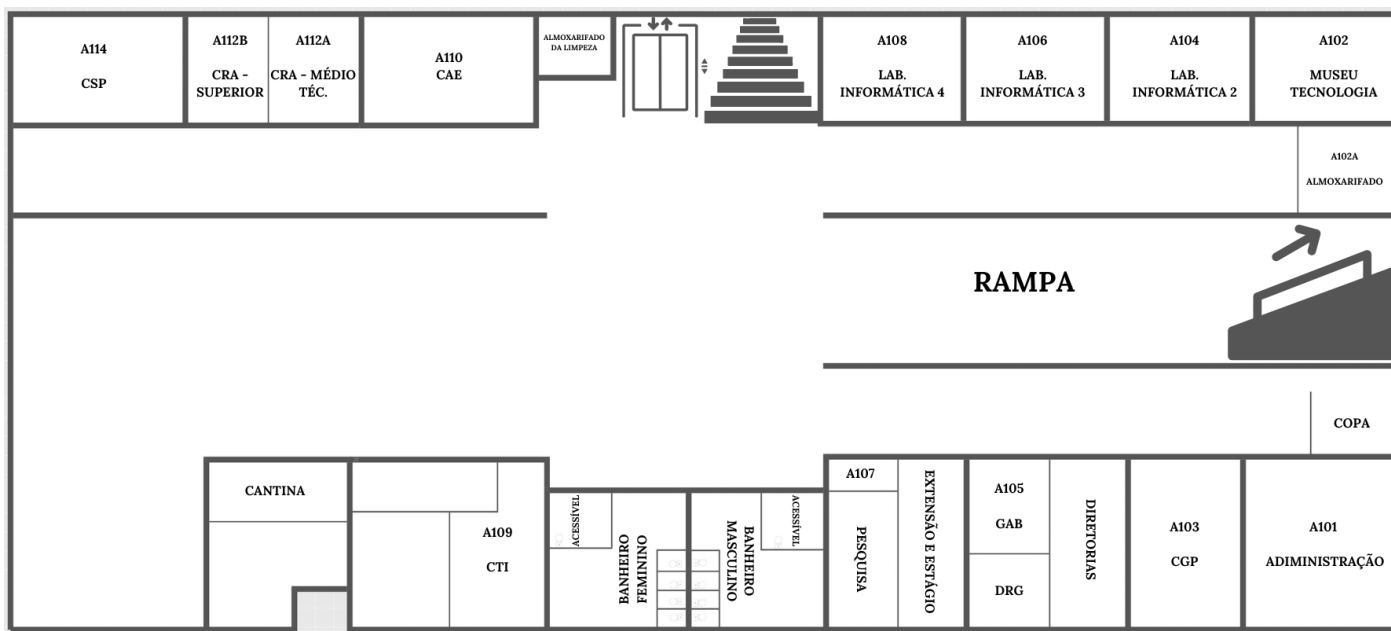 A114
CSP
A112B
CRA -
SUPERIOR
A112A
CRA - MÉDIO
TÉC.
A110
CAE
ALMOXARIFADO
DA LIMPEZA
A108
LAB.
INFORMÁTICA 4
A106
LAB.
INFORMÁTICA 3
A104
LAB.
INFORMÁTICA 2
A102
MUSEU
TECNOLOGIA
A102A
ALMOXARIFADO
RAMPA
COPA
CANTINA
A109
CTI
ACESSÍVEL
BANHEIRO
FEMININO
BANHEIRO
MASCULINO
ACESSÍVEL
A107
PESQUISA
EXTENSÃO E ESTÁGIO
A105
GAB
DRG
DIRETORIAS
A103
CGP
A101
ADIMINISTRAÇÃO